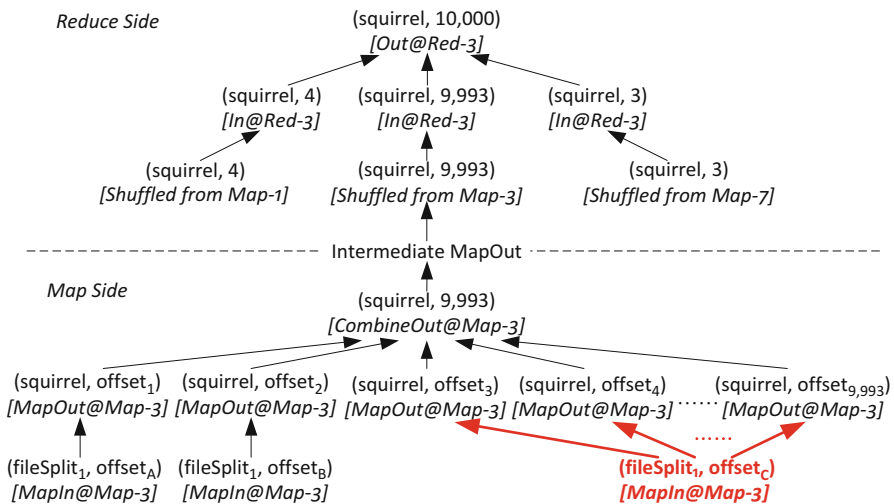 Reduce Side
(squirrel, 10,000)
[Out@Red-3]
(squirrel, 4) (squirrel, 9,993) (squirrel, 3)
[In@Red-3] [In@Red-3] [In@Red-3]
(squirrel, 4) (squirrel, 9,993) (squirrel, 3)
[Shuffled from Map-1] [Shuffled from Map-3] [Shuffled from Map-7]
Intermediate MapOut
Map Side
(squirrel, 9,993)
[CombineOut@Map-3]
(squirrel, offset₁) (squirrel, offset₂) (squirrel, offset₃) (squirrel, offset₄) (squirrel, offset₉,₉₉₃)
[MapOut@Map-3] [MapOut@Map-3] [MapOut@Map-3] [MapOut@Map-3] ...... [MapOut@Map-3]
......
(fileSplit₁, offset_A) (fileSplit₁, offset_B) (fileSplit₁, offset_C)
[MapIn@Map-3] [MapIn@Map-3] [MapIn@Map-3]